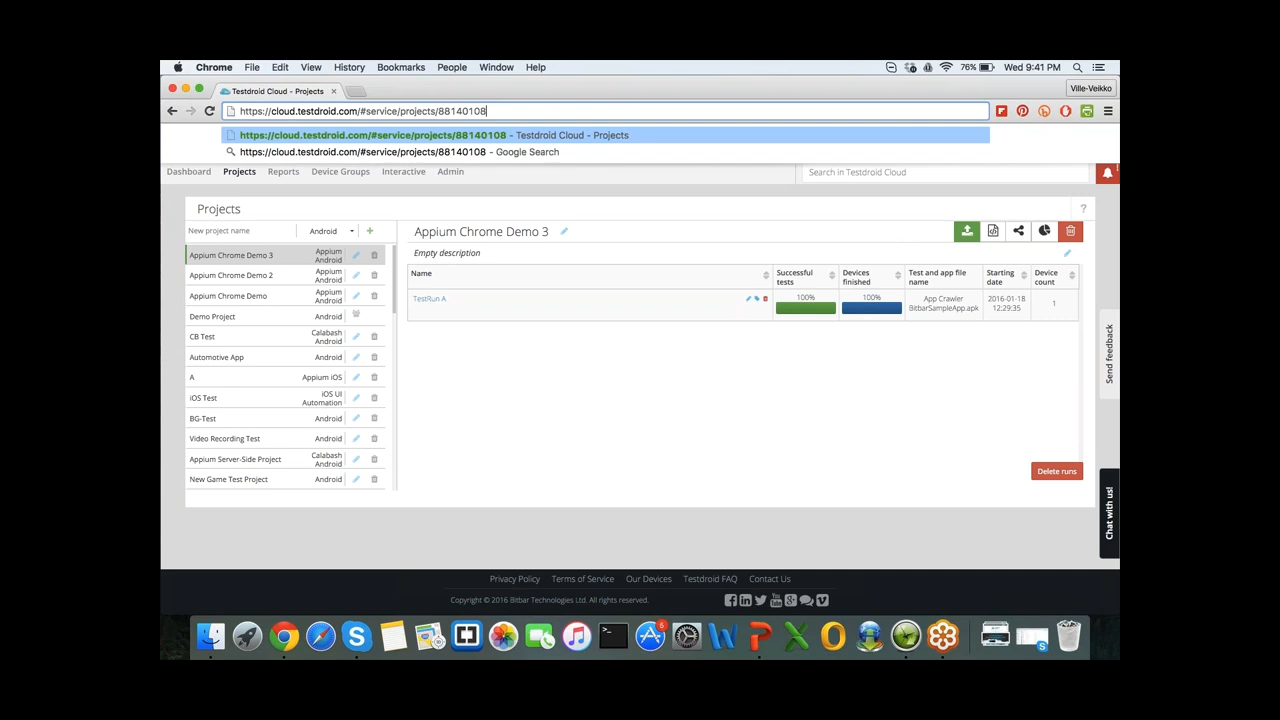 Chrome File Edit View History Bookmarks People Window Help 76% Wed 9:41 PM
Testdroid Cloud - Projects Ville-Veikko
https://cloud.testdroid.com/#service/projects/88140108
https://cloud.testdroid.com/#service/projects/88140108 - Testdroid Cloud - Projects
https://cloud.testdroid.com/#service/projects/88140108 - Google Search
Dashboard Projects Reports Device Groups Interactive Admin Search in Testdroid Cloud
Projects ?
New project name Android
Appium Chrome Demo 3 Appium Android
Appium Chrome Demo 2 Appium Android
Appium Chrome Demo Appium Android
Demo Project Android
CB Test Calabash Android
Automotive App Android
A Appium iOS
iOS Test iOS UI Automation
BG-Test Android
Video Recording Test Android
Appium Server-Side Project Calabash Android
New Game Test Project Android
Appium Chrome Demo 3
Empty description
Name Successful tests Devices finished Test and app file name Starting date Device count
TestRun A 100% 100% App Crawler BitbarSampleApp.apk 2016-01-18 12:29:35 1
Delete runs
Send feedback
Chat with us!
Privacy Policy Terms of Service Our Devices Testdroid FAQ Contact Us
Copyright © 2016 Bitbar Technologies Ltd. All rights reserved.